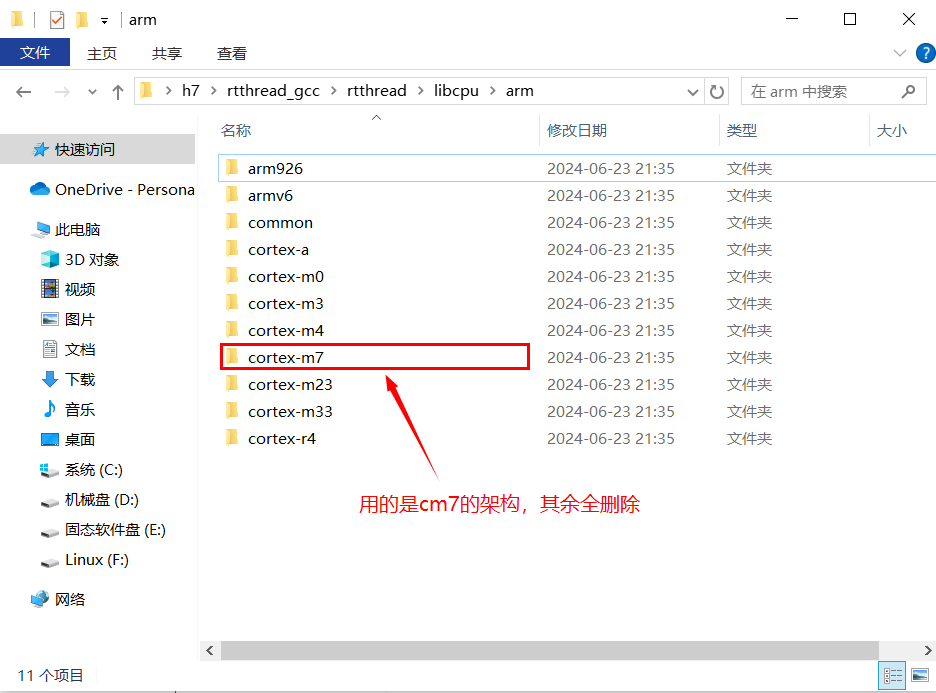 arm
文件 主页 共享 查看
h7 rtthread_gcc rtthread libcpu arm 在 arm 中搜索
名称 修改日期 类型 大小
快速访问
OneDrive - Persona
此电脑
3D 对象
视频
图片
文档
下载
音乐
桌面
系统 (C:)
机械盘 (D:)
固态软件盘 (E:)
Linux (F:)
网络
arm926 2024-06-23 21:35 文件夹
armv6 2024-06-23 21:35 文件夹
common 2024-06-23 21:35 文件夹
cortex-a 2024-06-23 21:35 文件夹
cortex-m0 2024-06-23 21:35 文件夹
cortex-m3 2024-06-23 21:35 文件夹
cortex-m4 2024-06-23 21:35 文件夹
cortex-m7 2024-06-23 21:35 文件夹
cortex-m23 2024-06-23 21:35 文件夹
cortex-m33 2024-06-23 21:35 文件夹
cortex-r4 2024-06-23 21:35 文件夹
用的是cm7的架构，其余全删除
11 个项目